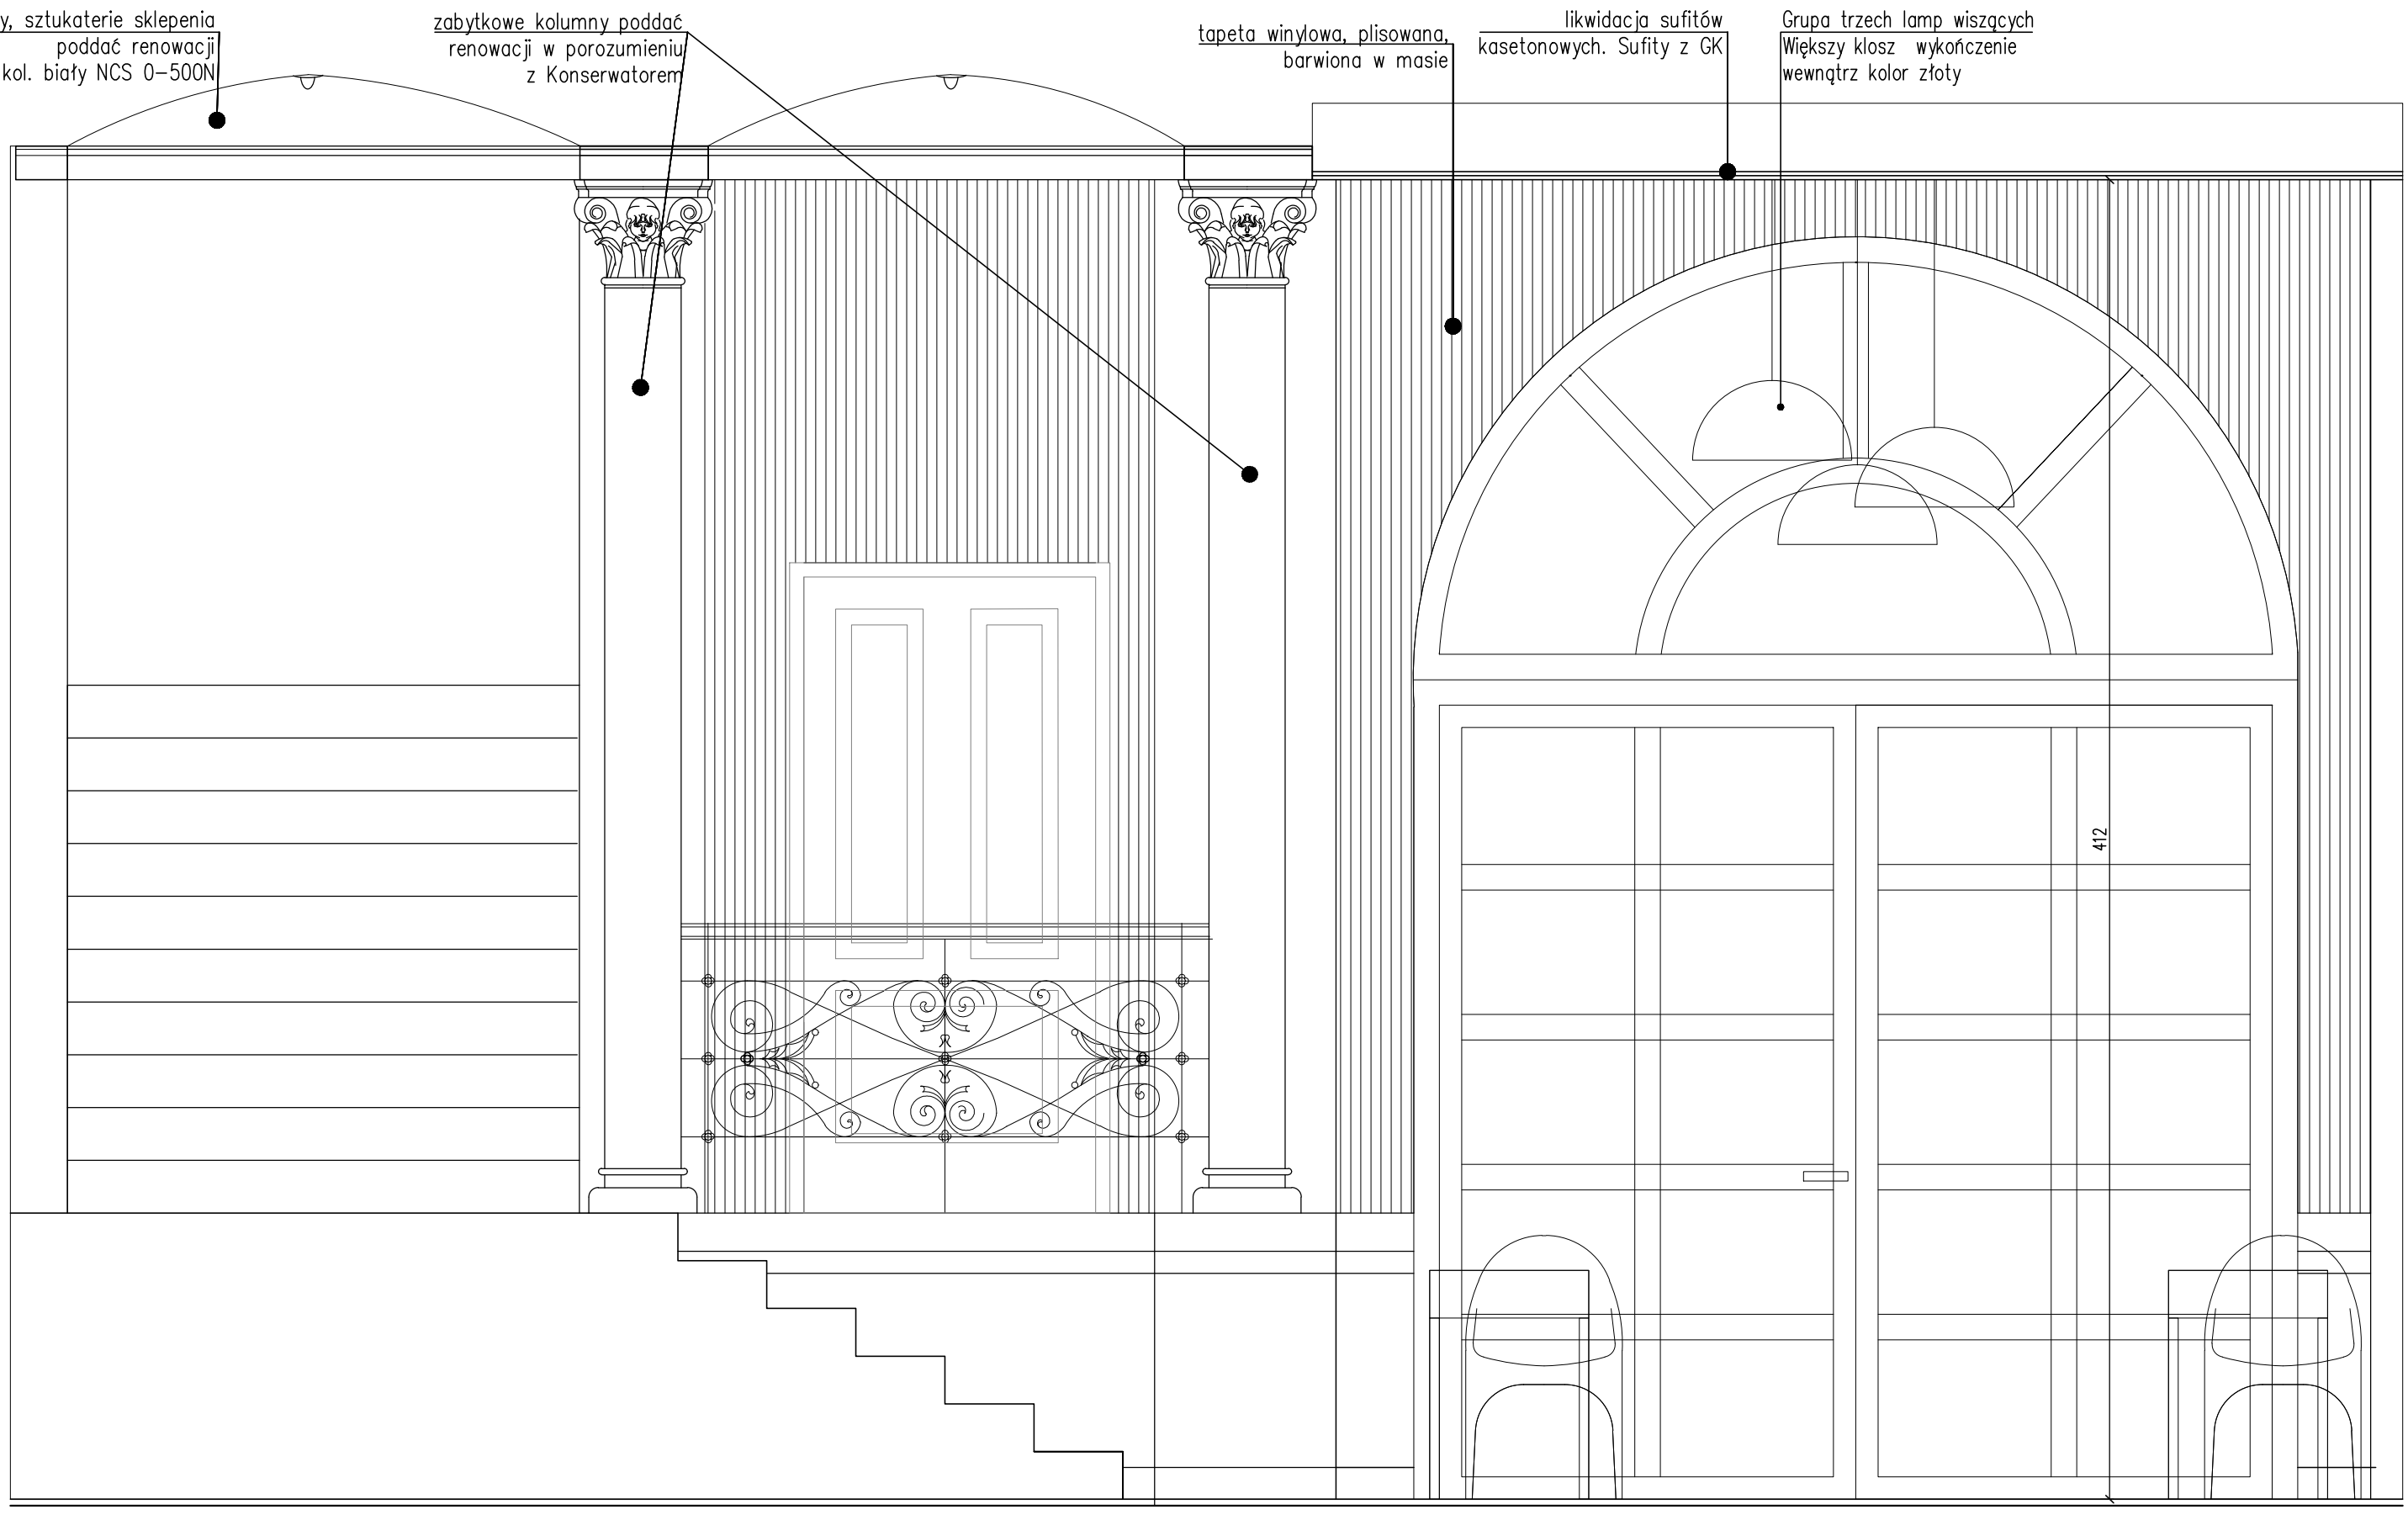 y, sztukaterie sklepienia
poddać renowacji
kol. biały NCS 0-500N
zabytkowe kolumny poddać
renowacji w porozumieniu
z Konserwatorem
tapeta winylowa, plisowana,
barwiona w masie
likwidacja sufitów
kasetonowych. Sufity z GK
Grupa trzech lamp wiszących
Większy klosz wykończenie
wewnątrz kolor złoty
412